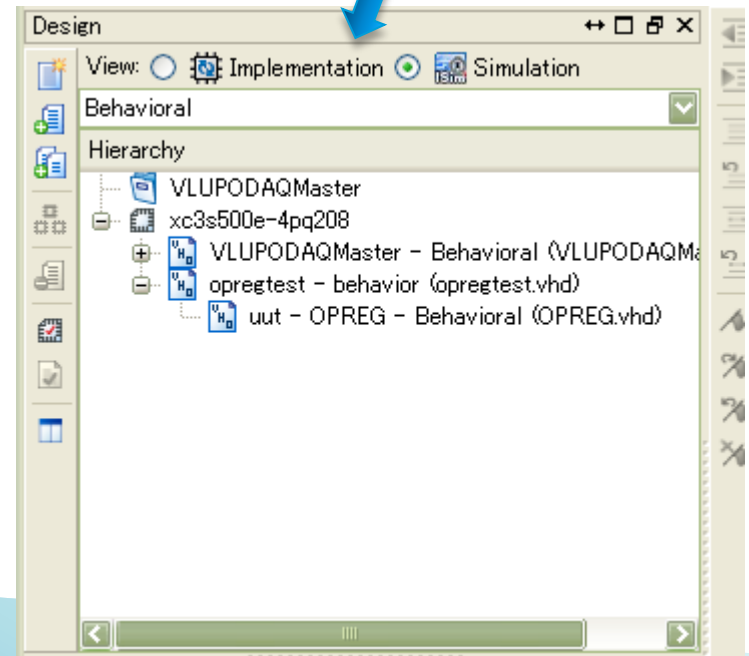 Design
View: Implementation Simulation
Behavioral
Hierarchy
VLUPODAQMaster
xc3s500e-4pq208
VLUPODAQMaster - Behavioral (VLUPODAQMa
opregtest - behavior (opregtest.vhd)
uut - OPREG - Behavioral (OPREG.vhd)